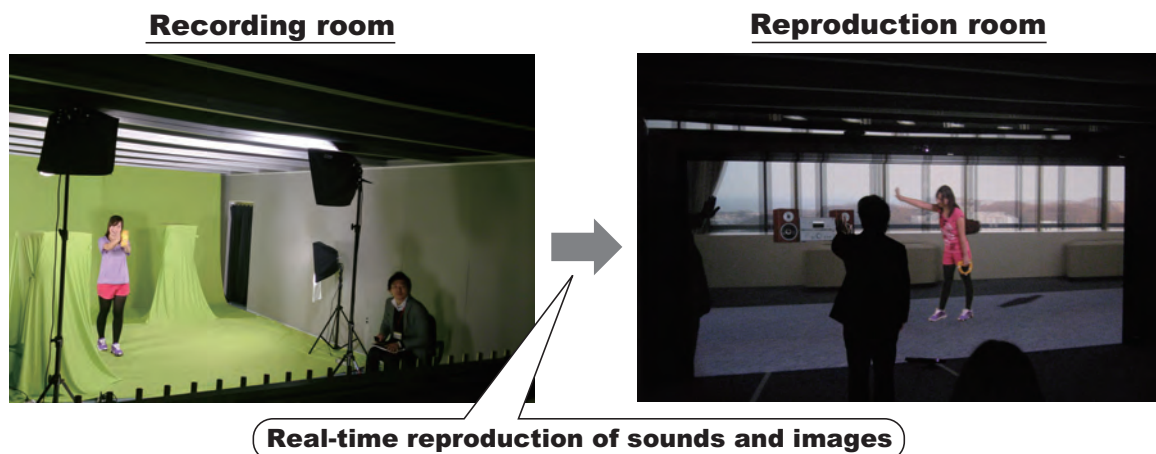 Recording room
Reproduction room
Real-time reproduction of sounds and images